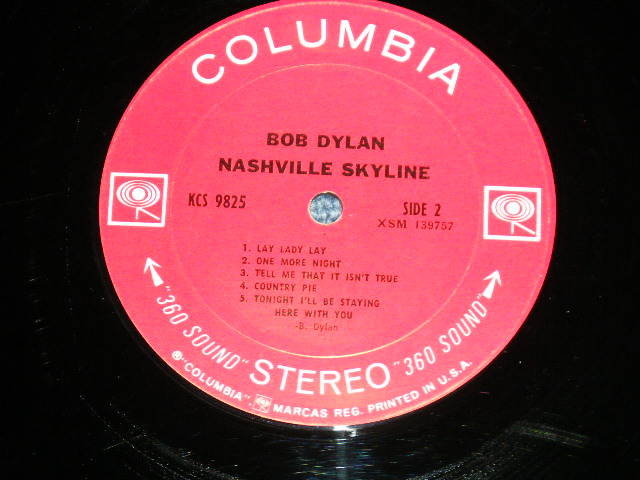 COLUMBIA
BOB DYLAN
NASHVILLE SKYLINE
KCS 9825
SIDE 2
XSM 139757
1. LAY LADY LAY
2. ONE MORE NIGHT
3. TELL ME THAT IT ISN'T TRUE
4. COUNTRY PIE
5. TONIGHT I'LL BE STAYING
HERE WITH YOU
-B. Dylan
"360 SOUND" STEREO "360 SOUND"
® "COLUMBIA", MARCAS REG. PRINTED IN U.S.A.